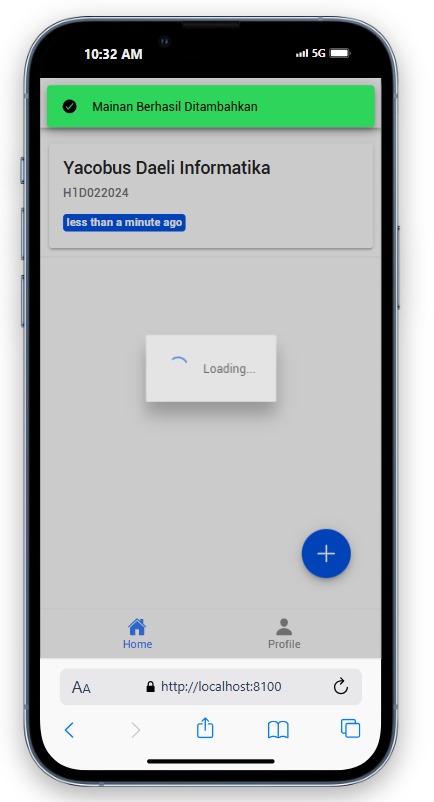 10:32 AM
5G
Mainan Berhasil Ditambahkan
Yacobus Daeli Informatika
H1D022024
less than a minute ago
Loading...
Home
Profile
AA
http://localhost:8100